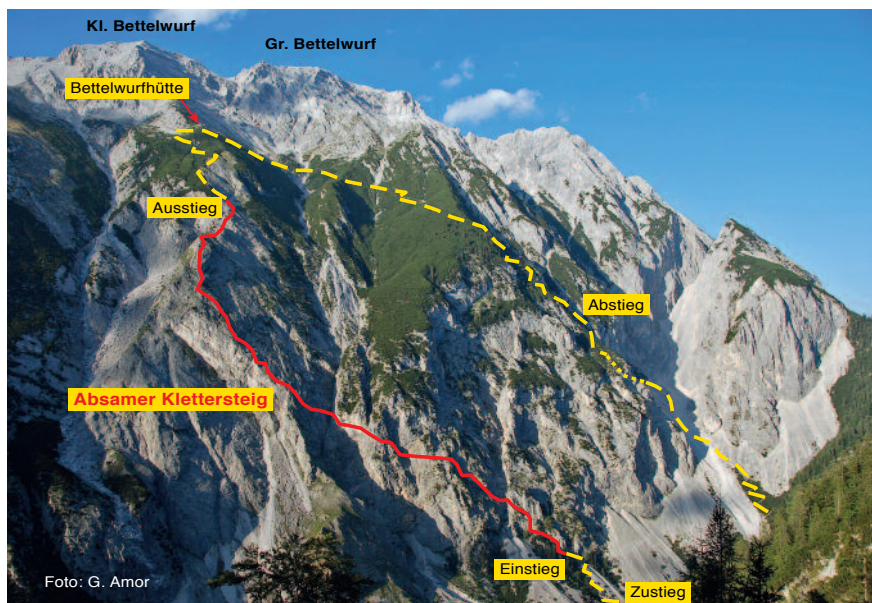 Kl. Bettelwurf
Gr. Bettelwurf
Bettelwurfhütte
Ausstieg
Abstieg
Absamer Klettersteig
Einstieg
Foto: G. Amor
Zustieg